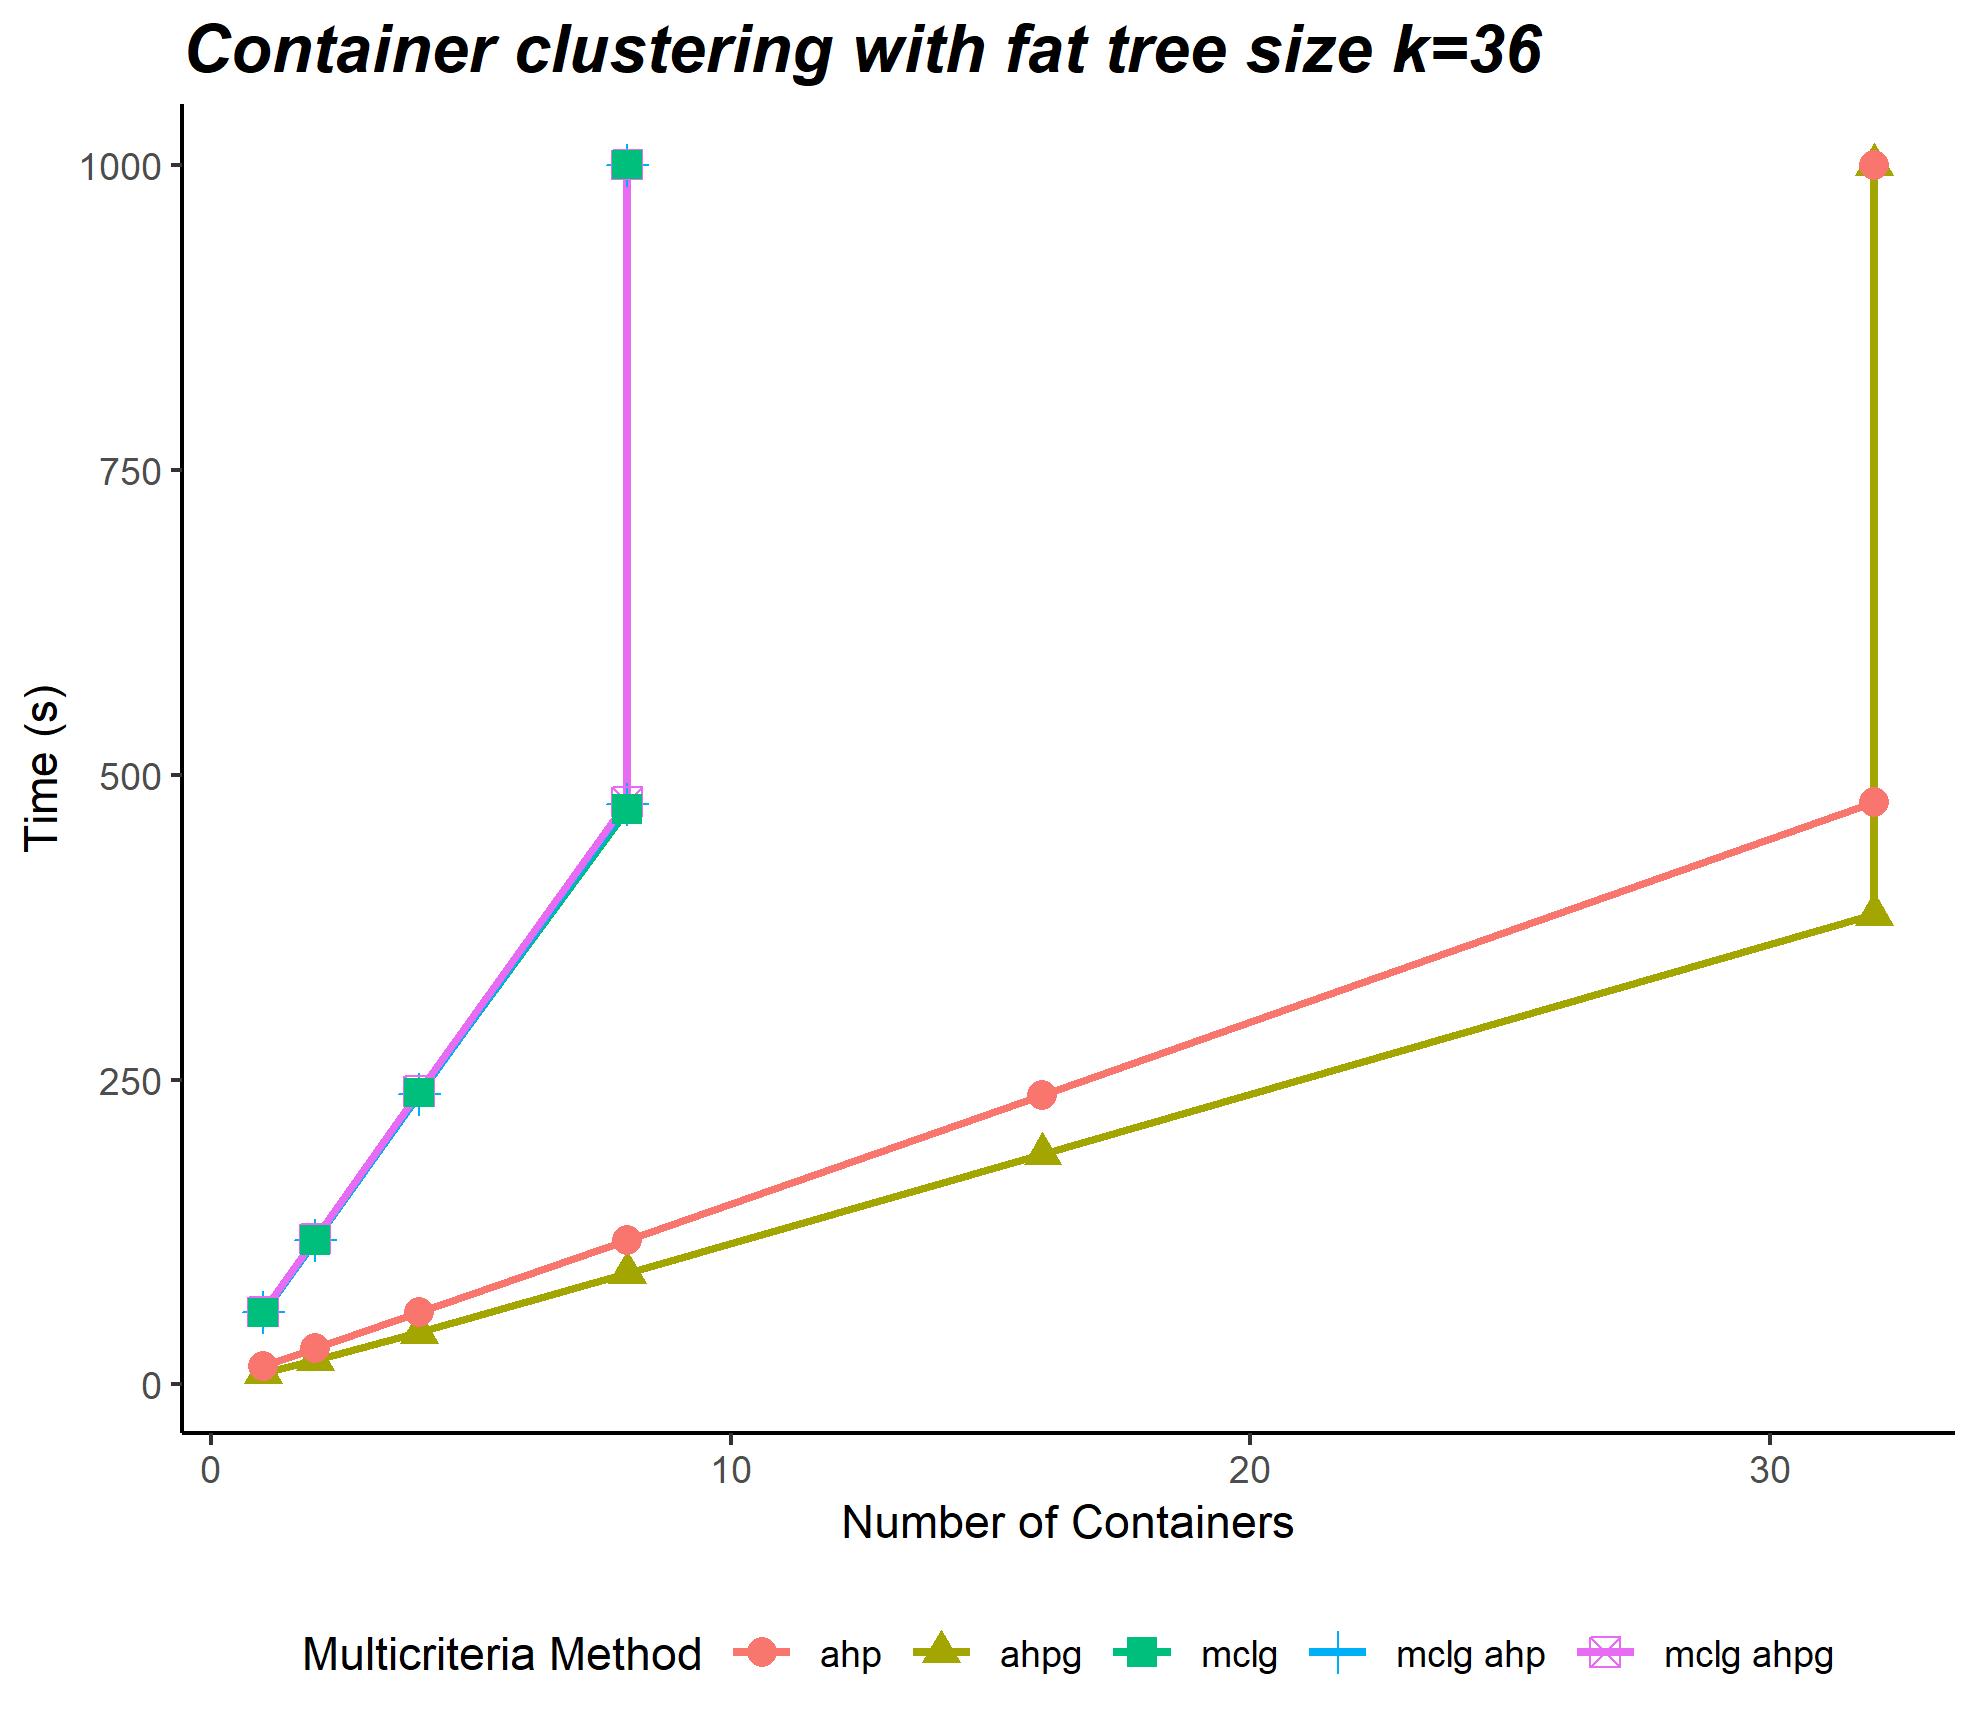 Container clustering with fat tree size k=36
1000
750
500
250
0
Time (s)
0 10 20 30
Number of Containers
Multicriteria Method ahp ahpg mclg mclg ahp mclg ahpg